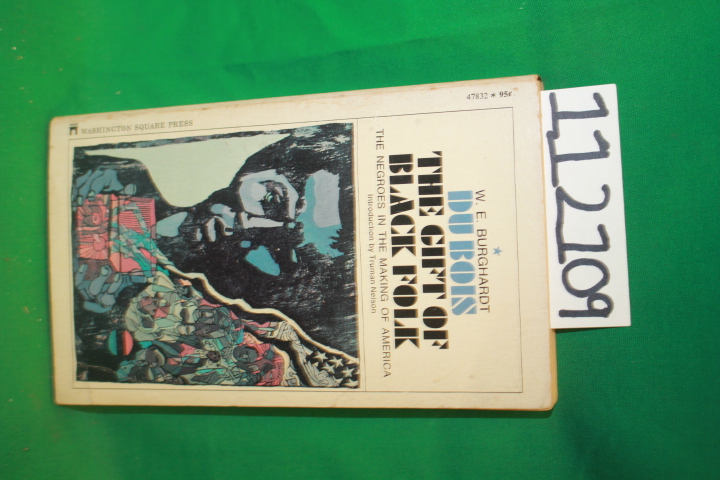 47832 ★ 95¢
W. E. BURGHARDT
DU BOIS
THE GIFT OF
BLACK FOLK
THE NEGROES IN THE MAKING OF AMERICA
Introduction by Truman Nelson
WASHINGTON SQUARE PRESS
112709